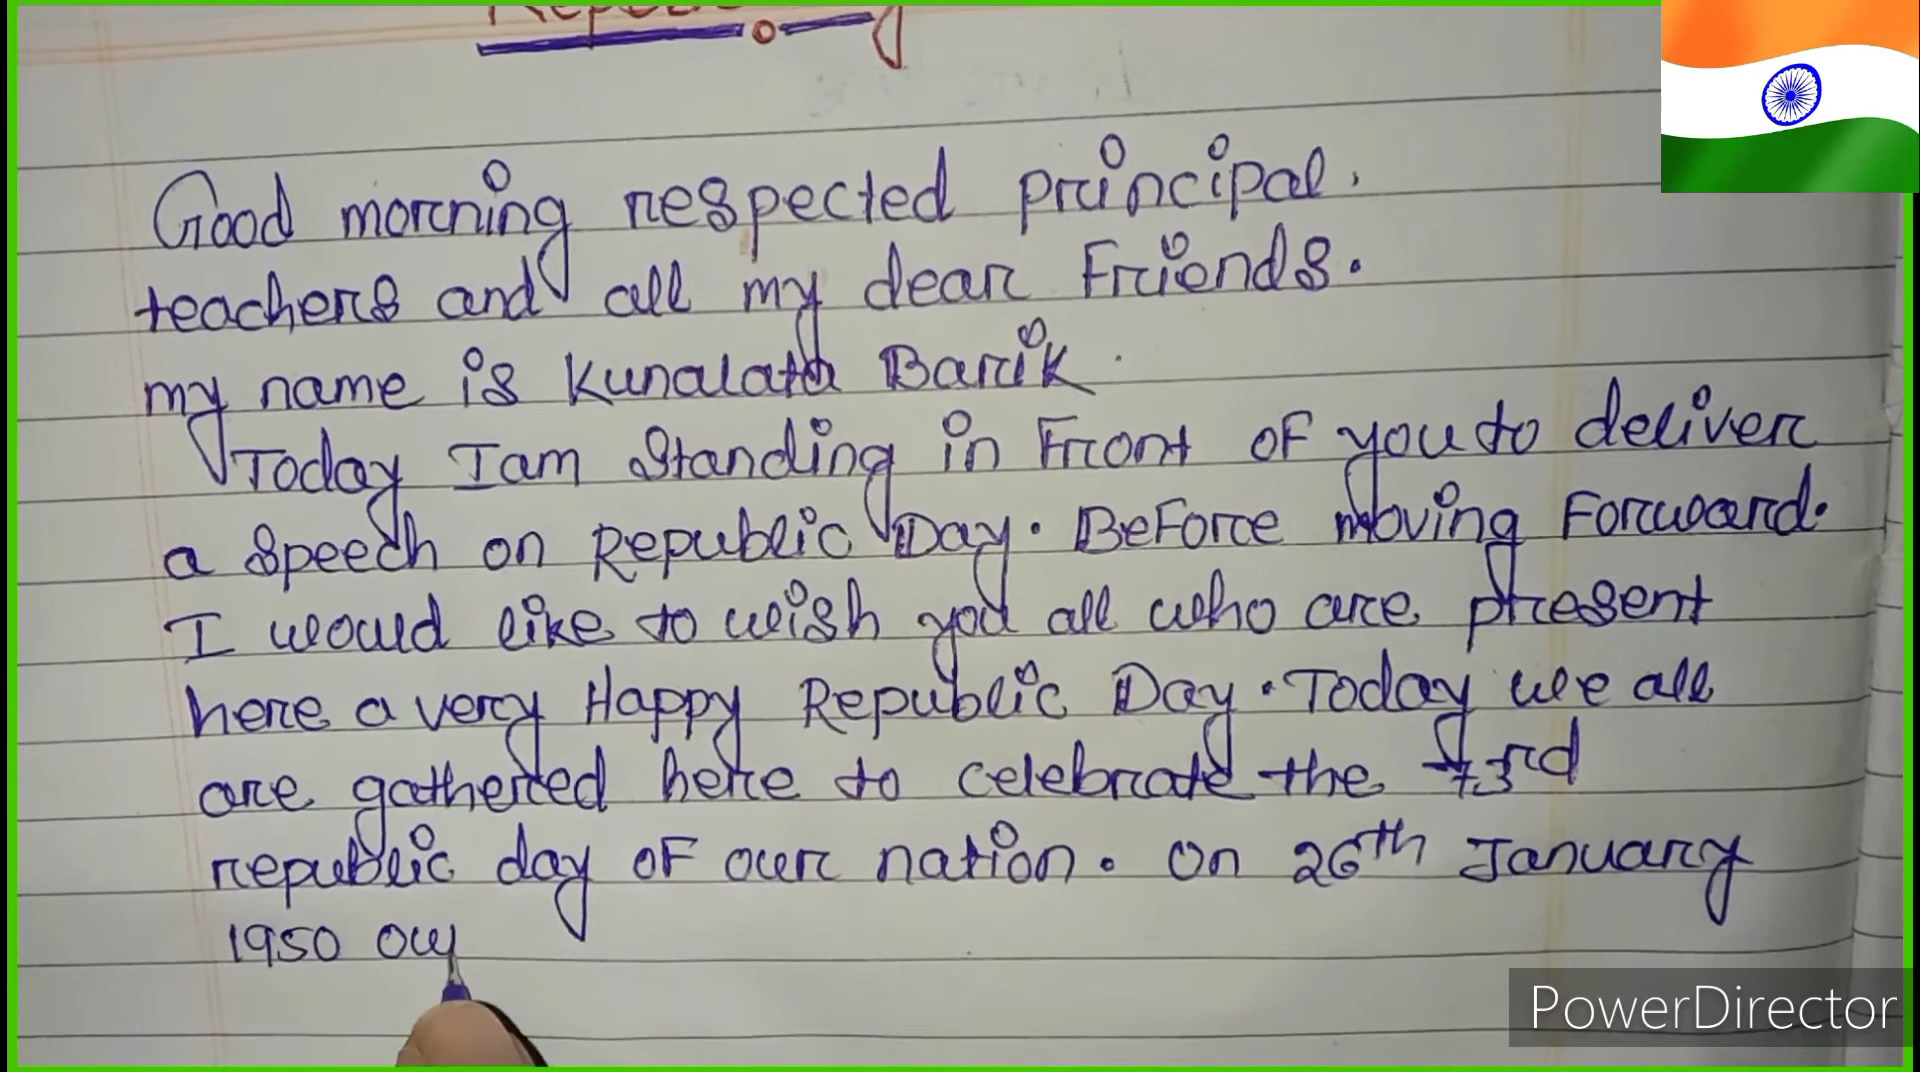 Good morning respected principal.
teachers and all my dear Friends.
my name is Kunalata Barik.
Today I am standing in Front of you to deliver
a speech on Republic Day. Before moving Forward.
I would like to wish you all who are present
here a very Happy Republic Day. Today we all
are gathered here to celebrate the 73rd
republic day of our nation. on 26th January
1950
PowerDirector